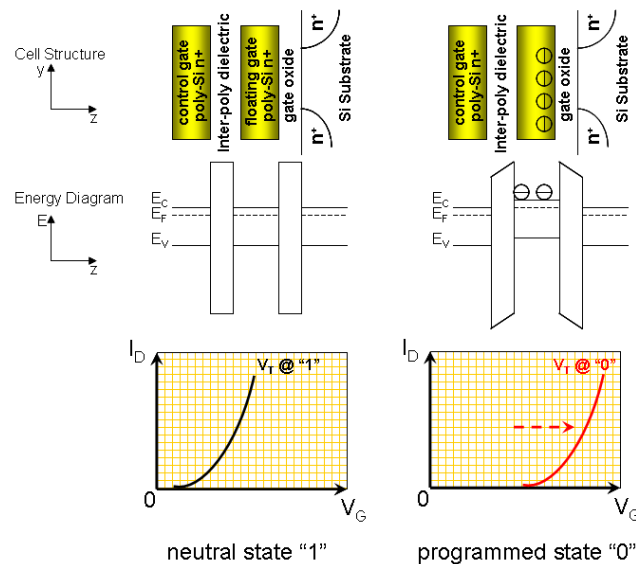 Cell Structure
y
z
control gate
poly-Si n+
Inter-poly dielectric
floating gate
poly-Si n+
gate oxide
n+
n+
Si Substrate
control gate
poly-Si n+
Inter-poly dielectric
gate oxide
n+
n+
Si Substrate
Energy Diagram
E
z
EC
EF
EV
EC
EF
EV
ID
VT @ “1”
0
VG
ID
VT @ “0”
0
VG
neutral state “1”
programmed state “0”